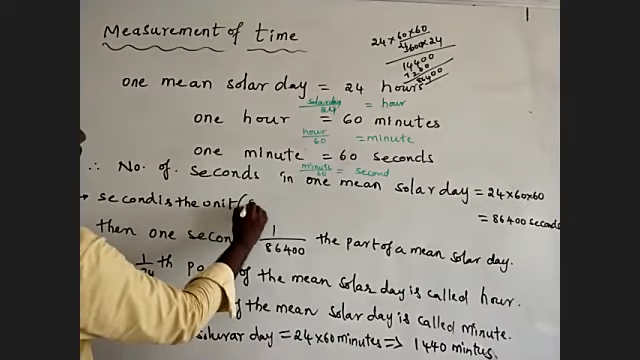 Measurement of time
24 x 60 x 60
3600 x 24
14400
7200
86400
one mean solar day = 24 hours
solar day / 24 = hour
one hour = 60 minutes
hour / 60 = minute
one minute = 60 seconds
minute / 60 = second
∴ No. of seconds in one mean solar day = 24 x 60 x 60
= 86400 seconds
→ second is the unit (
then one secon 1 / 86400 the part of a mean solar day.
th part of the mean solar day is called hour.
of the mean solar day is called minute.
day = 24 x 60 minutes => 1440 mintus.